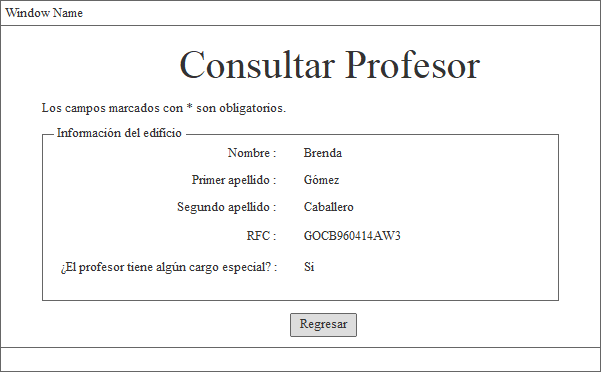 Window Name
Consultar Profesor
Los campos marcados con * son obligatorios.
Información del edificio
Nombre : Brenda
Primer apellido : Gómez
Segundo apellido : Caballero
RFC : GOCB960414AW3
¿El profesor tiene algún cargo especial? : Si
Regresar